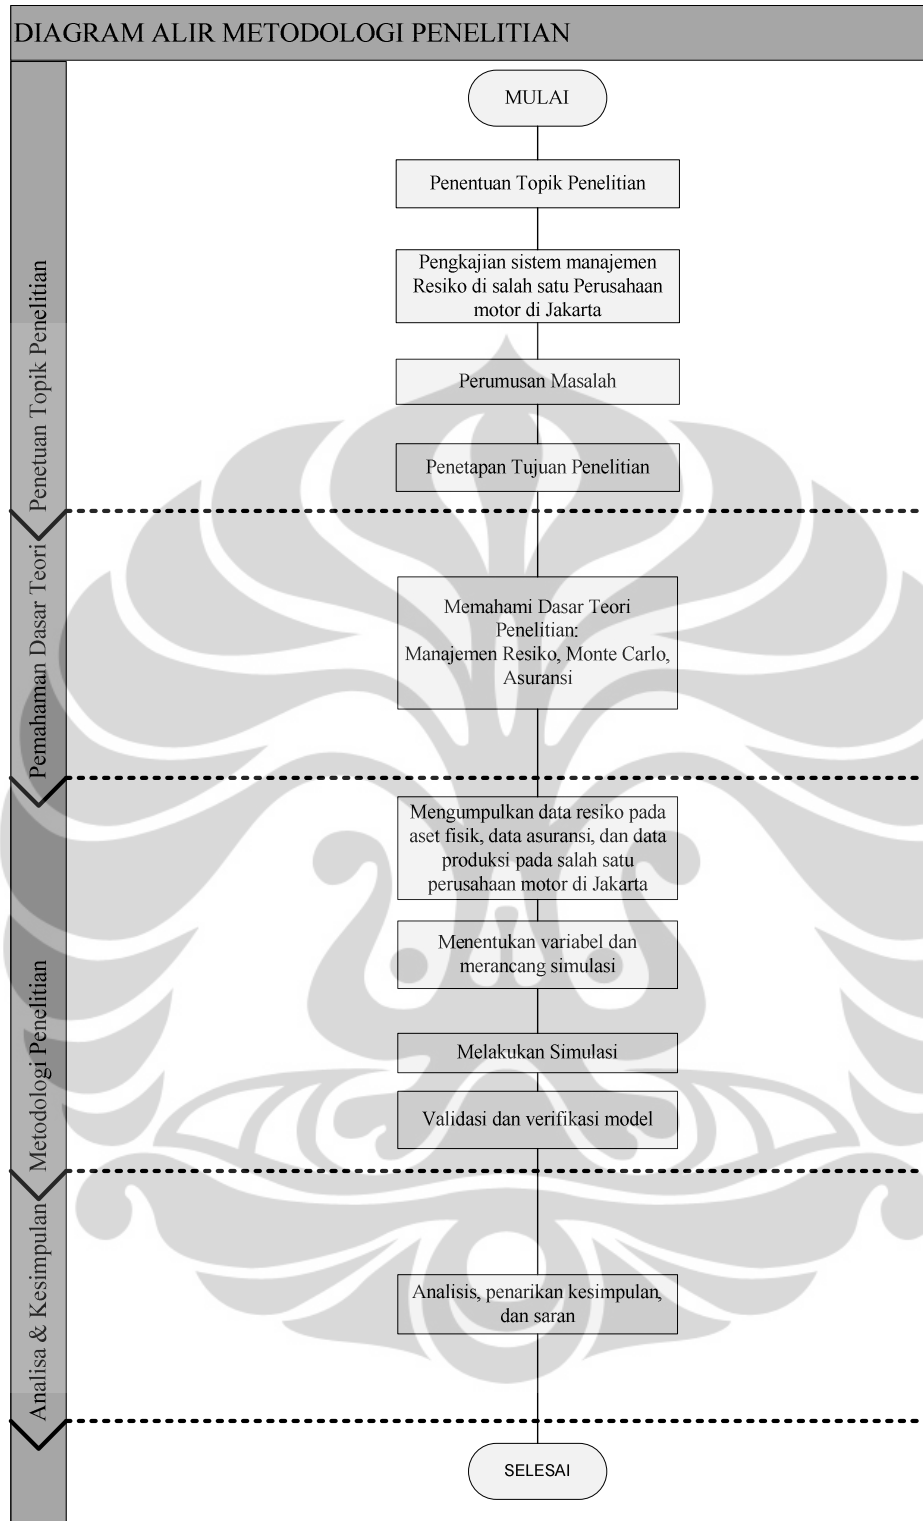 DIAGRAM ALIR METODOLOGI PENELITIAN
Penetuan Topik Penelitian
MULAI
Penentuan Topik Penelitian
Pengkajian sistem manajemen
Resiko di salah satu Perusahaan
motor di Jakarta
Perumusan Masalah
Penetapan Tujuan Penelitian
Pemahaman Dasar Teori
Memahami Dasar Teori
Penelitian:
Manajemen Resiko, Monte Carlo,
Asuransi
Metodologi Penelitian
Mengumpulkan data resiko pada
aset fisik, data asuransi, dan data
produksi pada salah satu
perusahaan motor di Jakarta
Menentukan variabel dan
merancang simulasi
Melakukan Simulasi
Validasi dan verifikasi model
Analisa & Kesimpulan
Analisis, penarikan kesimpulan,
dan saran
SELESAI